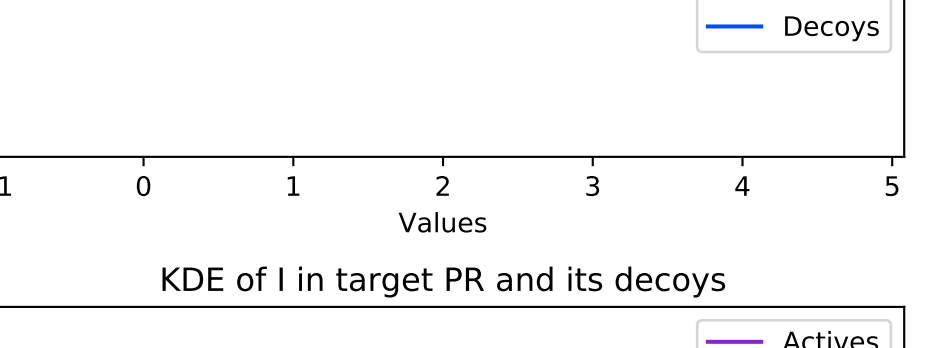 Decoys
1 0 1 2 3 4 5
Values
KDE of I in target PR and its decoys
Actives